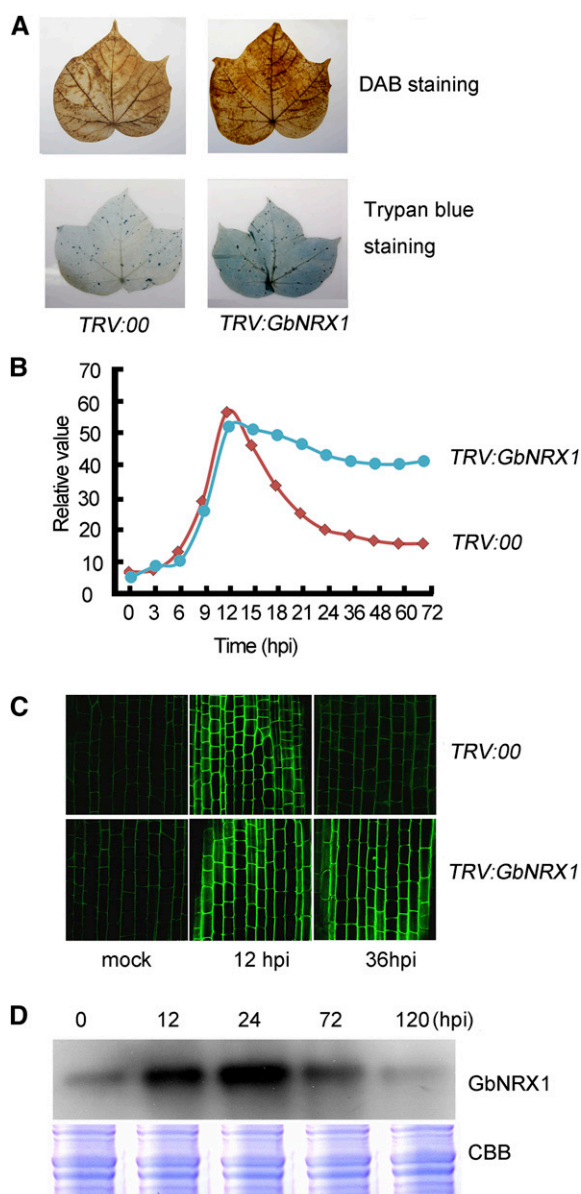 A
DAB staining
Trypan blue
staining
TRV:00 TRV:GbNRX1
B
70
60
50
40
30
20
10
0
Relative value
TRV:GbNRX1
TRV:00
0 3 6 9 12 15 18 21 24 36 48 60 72
Time (hpi)
C
TRV:00
TRV:GbNRX1
mock 12 hpi 36hpi
D
0 12 24 72 120 (hpi)
GbNRX1
CBB